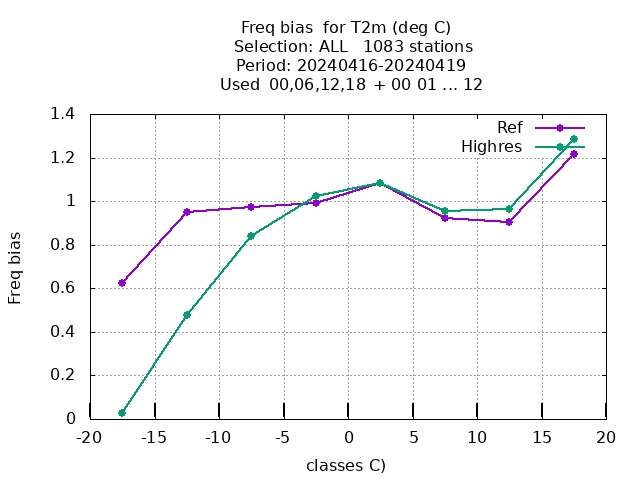 Freq bias  for T2m (deg C)
Selection: ALL   1083 stations
Period: 20240416-20240419
Used  00,06,12,18  + 00 01 ... 12
Ref
Highres
Freq bias
1.4
1.2
1
0.8
0.6
0.4
0.2
0
-20 -15 -10 -5 0 5 10 15 20
classes C)